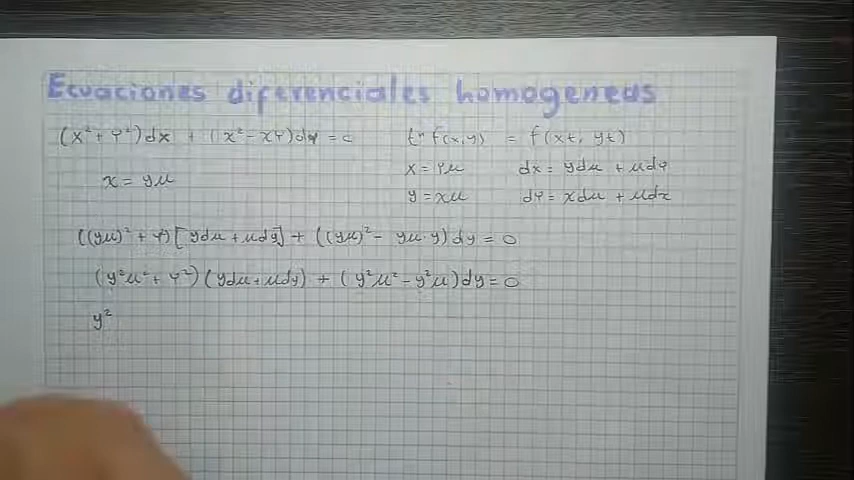 Ecuaciones diferenciales homogeneas
(x²+y²)dx + (x²-xy)dy = 0
tⁿ f(x,y) = f(xt, yt)
x = yu
x = yu dx = ydu + udy
y = xu dy = xdu + udx
((yu)² + y)[ydu+udy] + ((yu)² - yu·y)dy = 0
(y²u² + y²)(ydu+udy) + (y²u² - y²u)dy = 0
y²